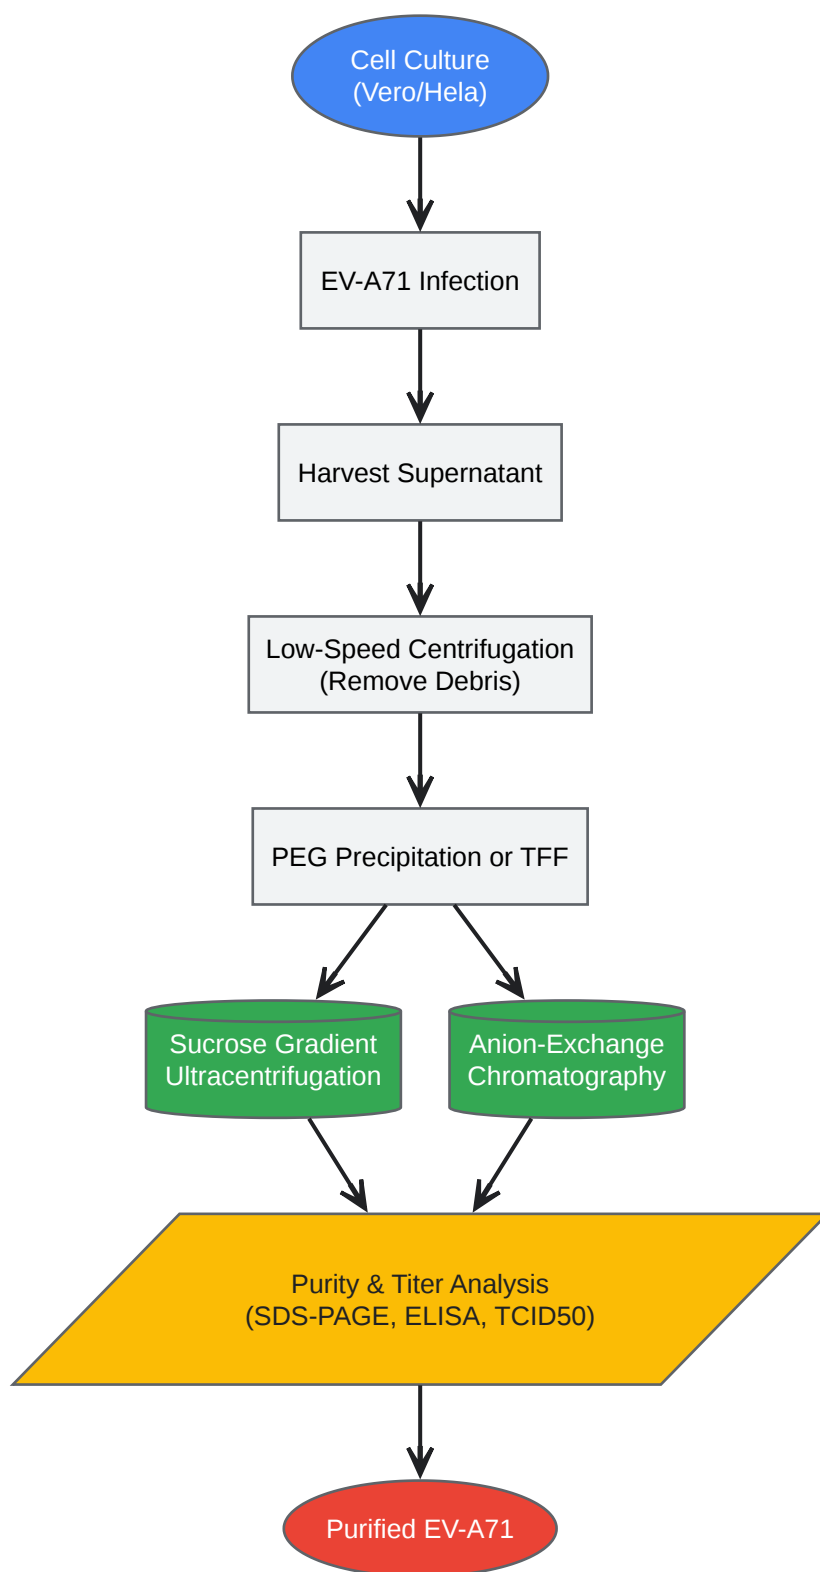 Cell Culture
(Vero/Hela)
EV-A71 Infection
Harvest Supernatant
Low-Speed Centrifugation
(Remove Debris)
PEG Precipitation or TFF
Sucrose Gradient
Ultracentrifugation
Anion-Exchange
Chromatography
Purity & Titer Analysis
(SDS-PAGE, ELISA, TCID50)
Purified EV-A71